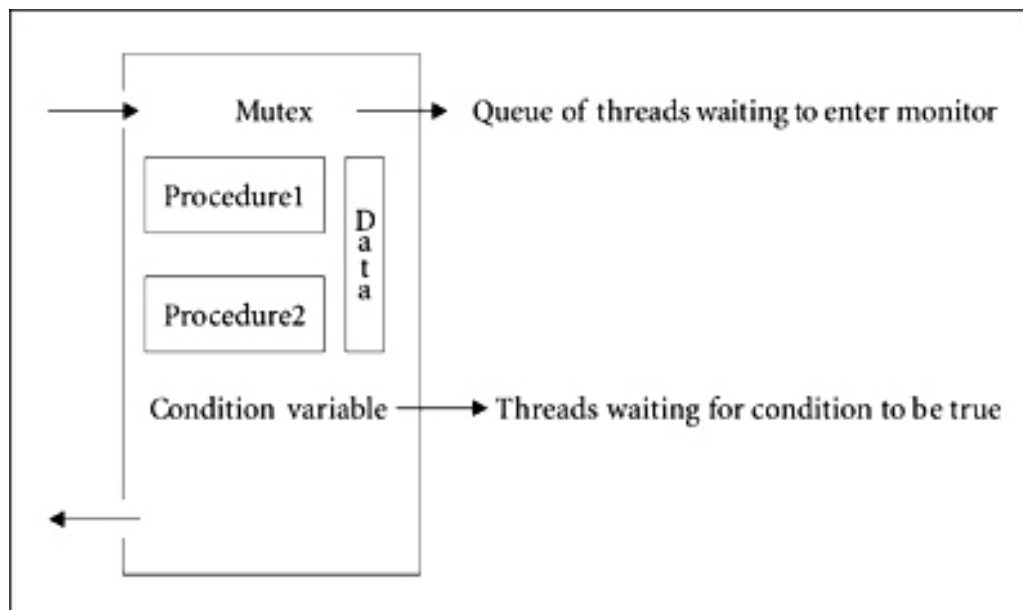 Mutex
Queue of threads waiting to enter monitor
Procedure1
Data
Procedure2
Condition variable
Threads waiting for condition to be true